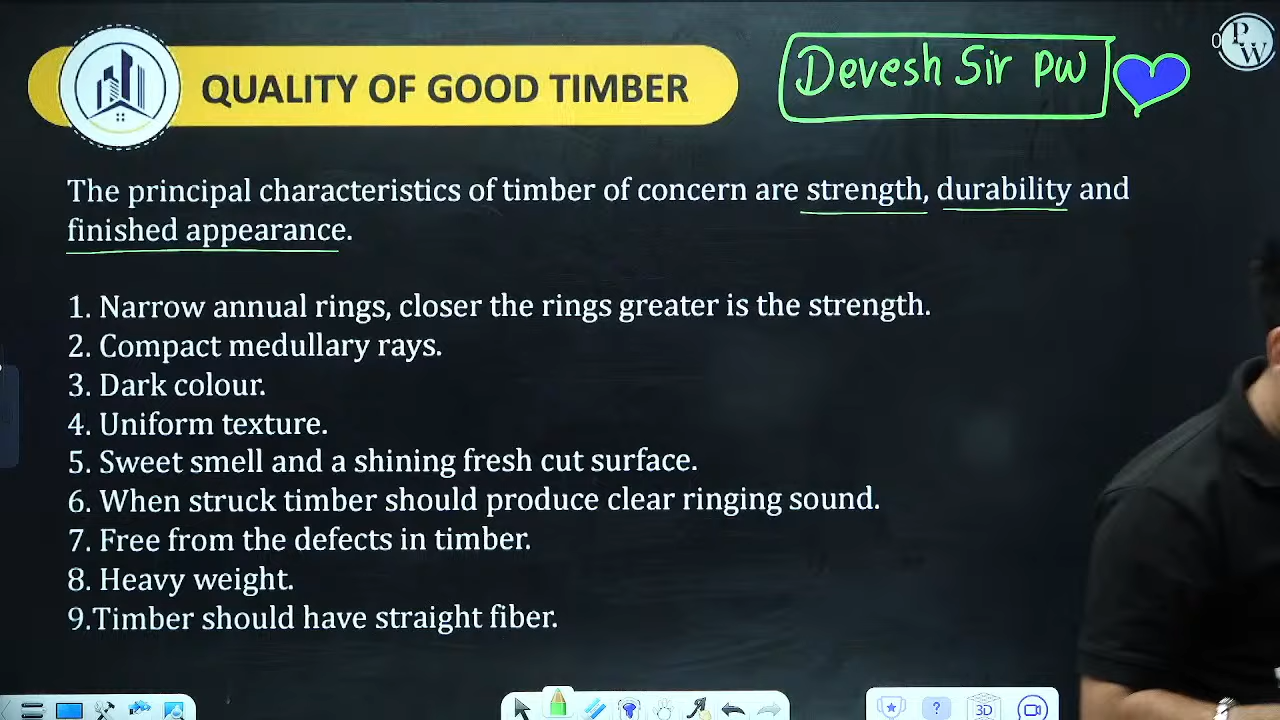 QUALITY OF GOOD TIMBER
Devesh Sir PW
PW
The principal characteristics of timber of concern are strength, durability and
finished appearance.
1. Narrow annual rings, closer the rings greater is the strength.
2. Compact medullary rays.
3. Dark colour.
4. Uniform texture.
5. Sweet smell and a shining fresh cut surface.
6. When struck timber should produce clear ringing sound.
7. Free from the defects in timber.
8. Heavy weight.
9.Timber should have straight fiber.
3D